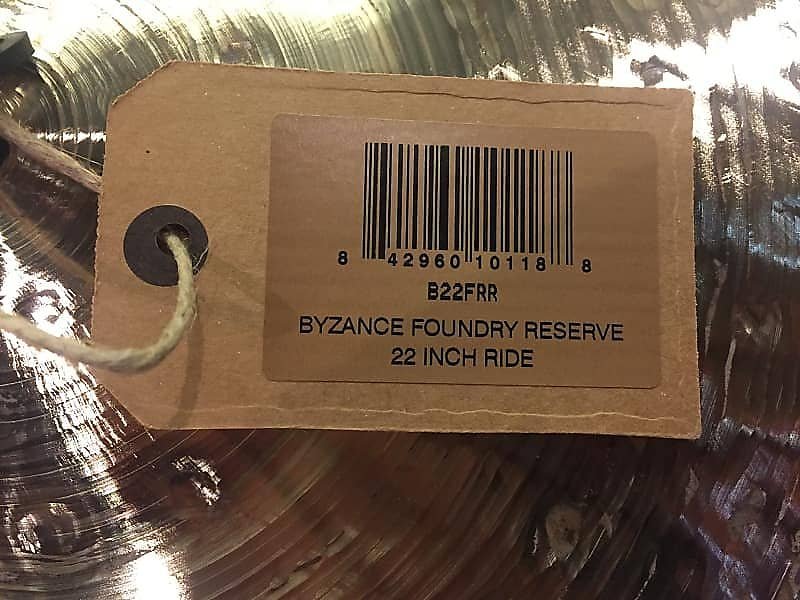 8 42960 10118 8
B22FRR
BYZANCE FOUNDRY RESERVE
22 INCH RIDE